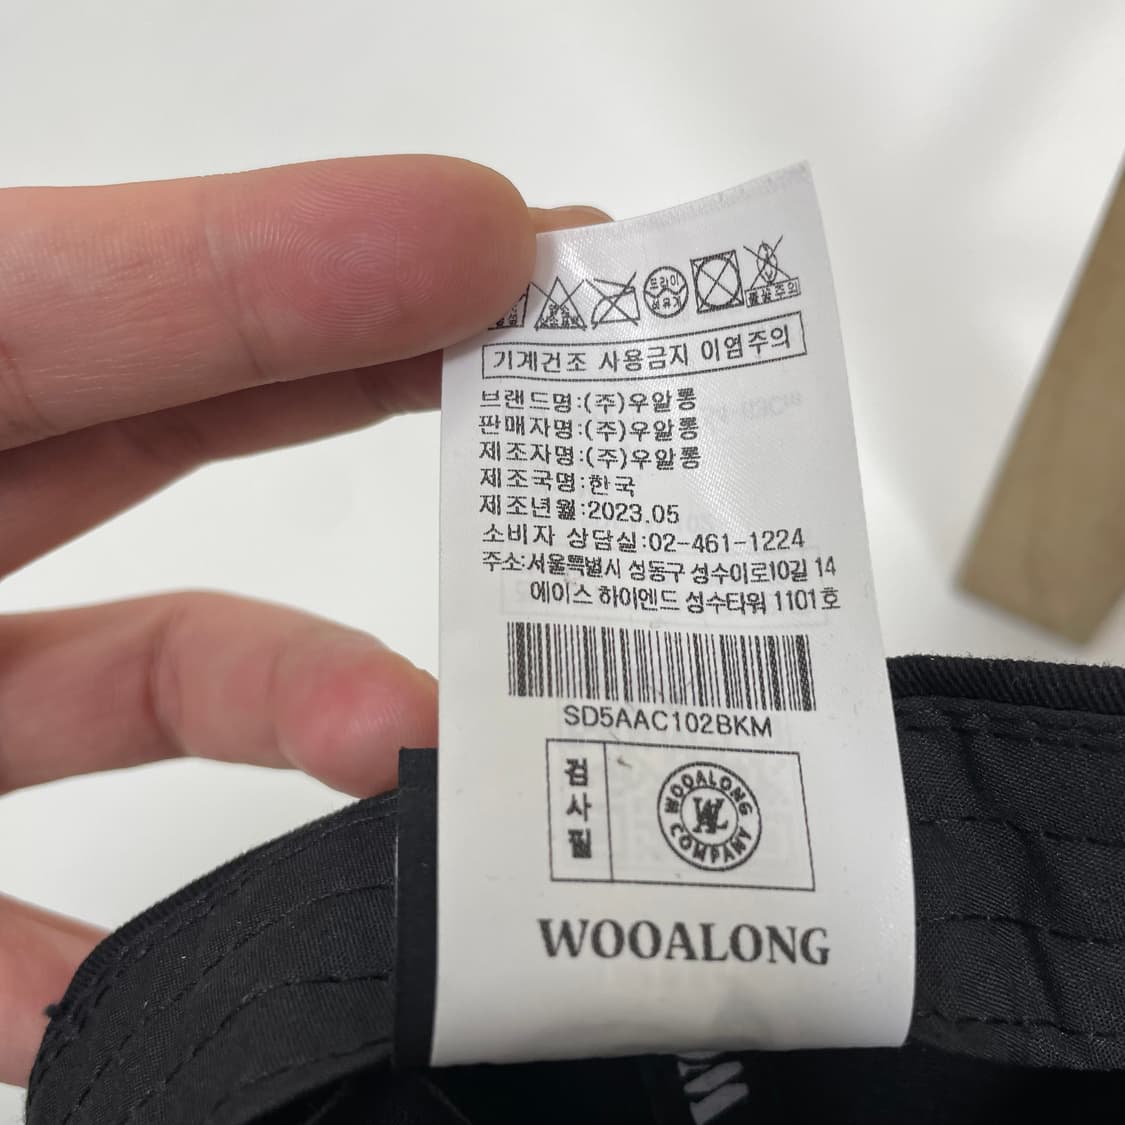 드라이
기계건조 사용금지 이염주의
브랜드명:(주)우알롱
판매자명:(주)우알롱
제조자명:(주)우알롱
제조국명:한국
제조년월:2023.05
소비자 상담실:02-461-1224
주소:서울특별시 성동구 성수이로10길 14
에이스 하이엔드 성수타워 1101호
SD5AAC102BKM
검사필
WOOALONG
WL
COMPANY
WOOALONG